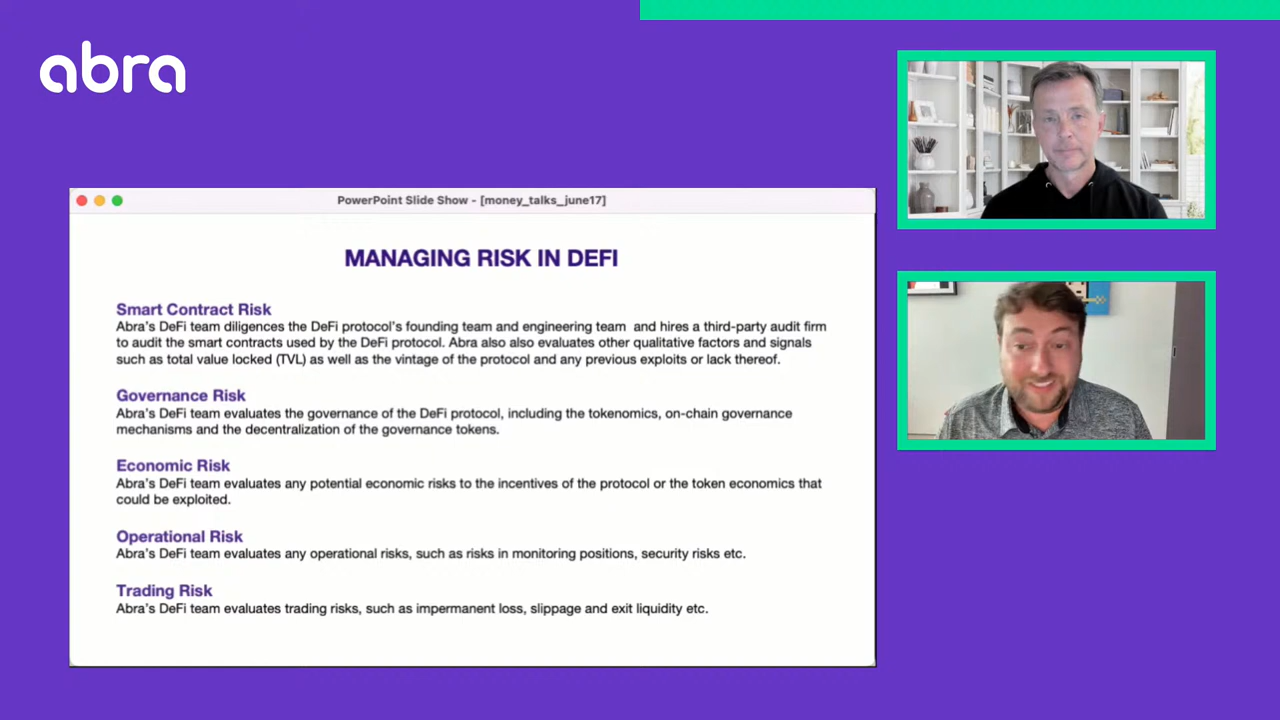 abra
PowerPoint Slide Show - [money_talks_june17]
MANAGING RISK IN DEFI
Smart Contract Risk
Abra's DeFi team diligences the DeFi protocol's founding team and engineering team and hires a third-party audit firm
to audit the smart contracts used by the DeFi protocol. Abra also also evaluates other qualitative factors and signals
such as total value locked (TVL) as well as the vintage of the protocol and any previous exploits or lack thereof.
Governance Risk
Abra's DeFi team evaluates the governance of the DeFi protocol, including the tokenomics, on-chain governance
mechanisms and the decentralization of the governance tokens.
Economic Risk
Abra's DeFi team evaluates any potential economic risks to the incentives of the protocol or the token economics that
could be exploited.
Operational Risk
Abra's DeFi team evaluates any operational risks, such as risks in monitoring positions, security risks etc.
Trading Risk
Abra's DeFi team evaluates trading risks, such as impermanent loss, slippage and exit liquidity etc.